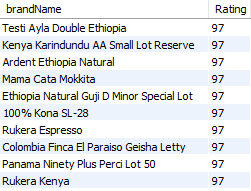 brandName Rating
Testi Ayla Double Ethiopia 97
Kenya Karindundu AA Small Lot Reserve 97
Ardent Ethiopia Natural 97
Mama Cata Mokkita 97
Ethiopia Natural Guji D Minor Special Lot 97
100% Kona SL-28 97
Rukera Espresso 97
Colombia Finca El Paraiso Geisha Letty 97
Panama Ninety Plus Perci Lot 50 97
Rukera Kenya 97